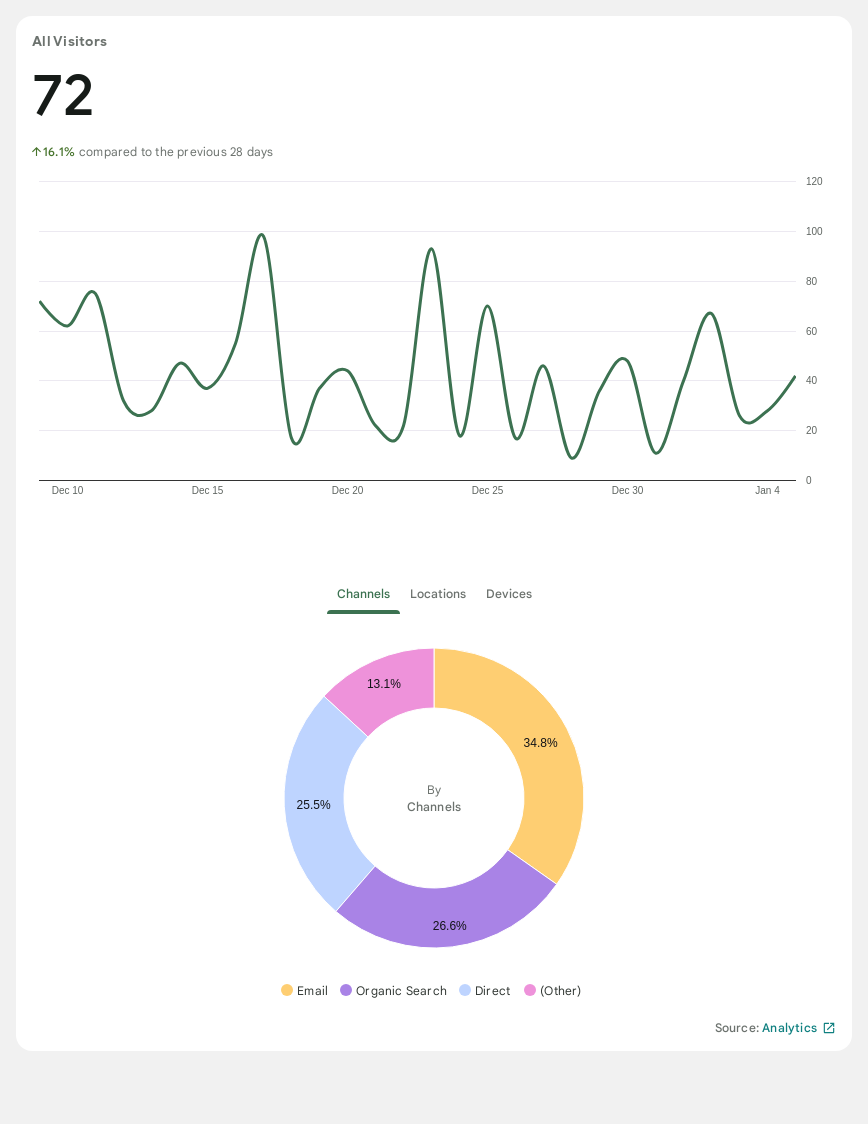 All Visitors
72
↑16.1% compared to the previous 28 days
120
100
80
60
40
20
0
Dec 10 Dec 15 Dec 20 Dec 25 Dec 30 Jan 4
Channels Locations Devices
13.1%
34.8%
25.5%
By
Channels
26.6%
Email Organic Search Direct (Other)
Source: Analytics